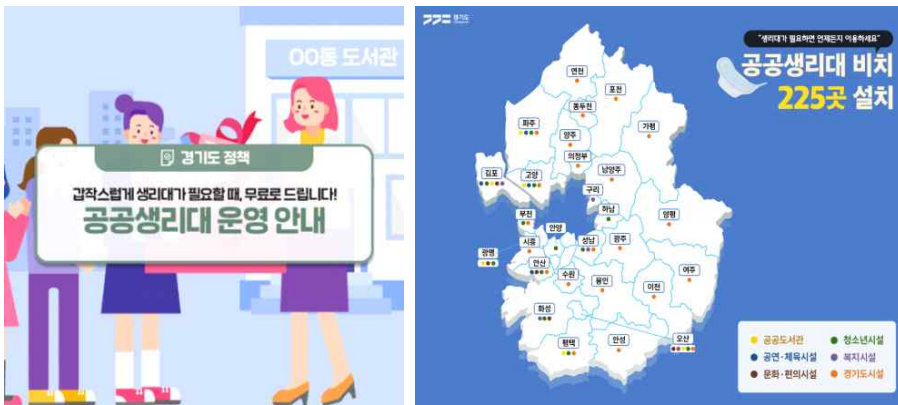 OO동 도서관
경기도 정책
갑작스럽게 생리대가 필요할 때, 무료로 드립니다!
공공생리대 운영 안내
경기도
"생리대가 필요하면 언제든지 이용하세요"
공공생리대 비치
225곳 설치
연천
포천
동두천
파주
가평
양주
의정부
김포
고양
남양주
구리
하남
양평
부천
안양
시흥
성남
광주
광명
안산
수원
용인
이천
여주
화성
오산
평택
안성
공공도서관
청소년시설
공연·체육시설
복지시설
문화·편의시설
경기도시설